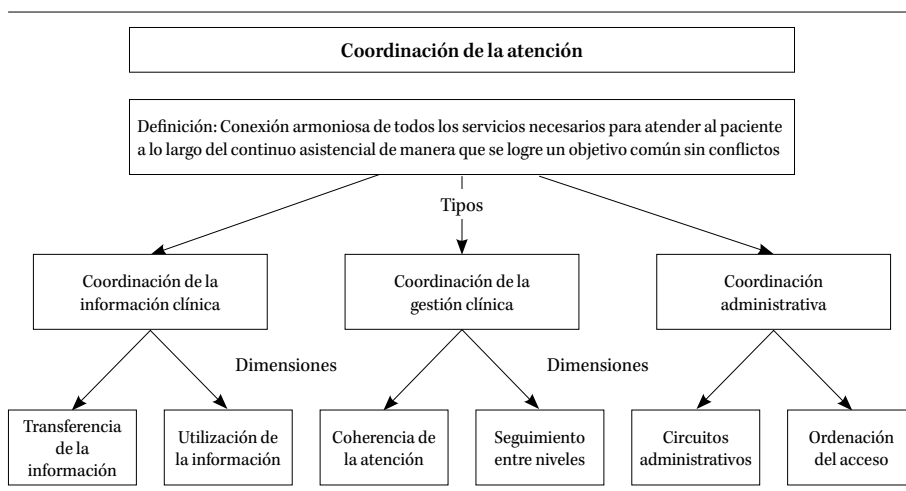 Coordinación de la atención
Definición: Conexión armoniosa de todos los servicios necesarios para atender al paciente
a lo largo del continuo asistencial de manera que se logre un objetivo común sin conflictos
Tipos
Coordinación de la
información clínica
Coordinación de la
gestión clínica
Coordinación
administrativa
Dimensiones
Dimensiones
Transferencia
de la
información
Utilización de
la información
Coherencia de
la atención
Seguimiento
entre niveles
Circuitos
administrativos
Ordenación
del acceso